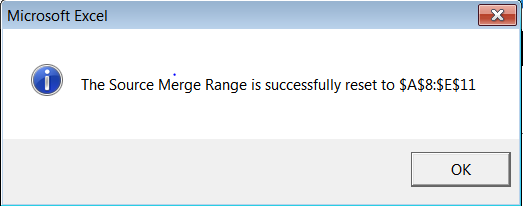 Microsoft Excel
The Source Merge Range is successfully reset to $A$8:$E$11
OK